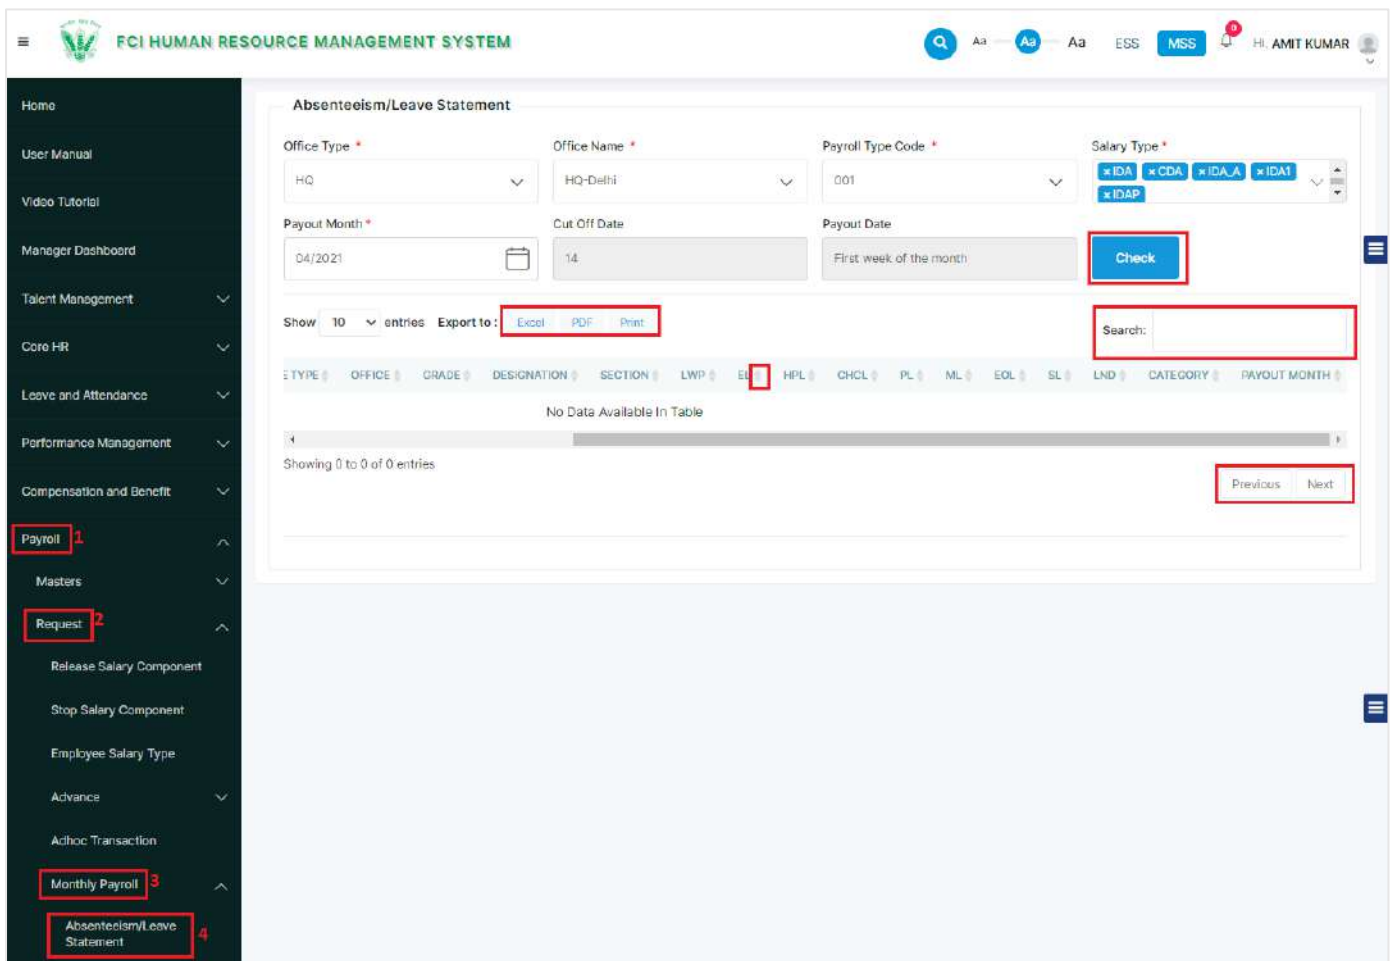 FCI HUMAN RESOURCE MANAGEMENT SYSTEM
Aa Aa Aa ESS MSS 0 Hi, AMIT KUMAR
Home
User Manual
Video Tutorial
Manager Dashboard
Talent Management
Core HR
Leave and Attendance
Performance Management
Compensation and Benefit
Payroll 1
Masters
Request 2
Release Salary Component
Stop Salary Component
Employee Salary Type
Advance
Adhoc Transaction
Monthly Payroll 3
Absenteeism/Leave
Statement 4
Absenteeism/Leave Statement
Office Type * Office Name * Payroll Type Code * Salary Type *
HQ HQ-Delhi 001 × IDA × CDA × IDA_A × IDA1
× IDAP
Payout Month * Cut Off Date Payout Date
04/2021 14 First week of the month Check
Show 10 entries Export to : Excel PDF Print Search:
E TYPE OFFICE GRADE DESIGNATION SECTION LWP EL HPL CHCL PL ML EOL SL LND CATEGORY PAYOUT MONTH
No Data Available In Table
Showing 0 to 0 of 0 entries
Previous Next